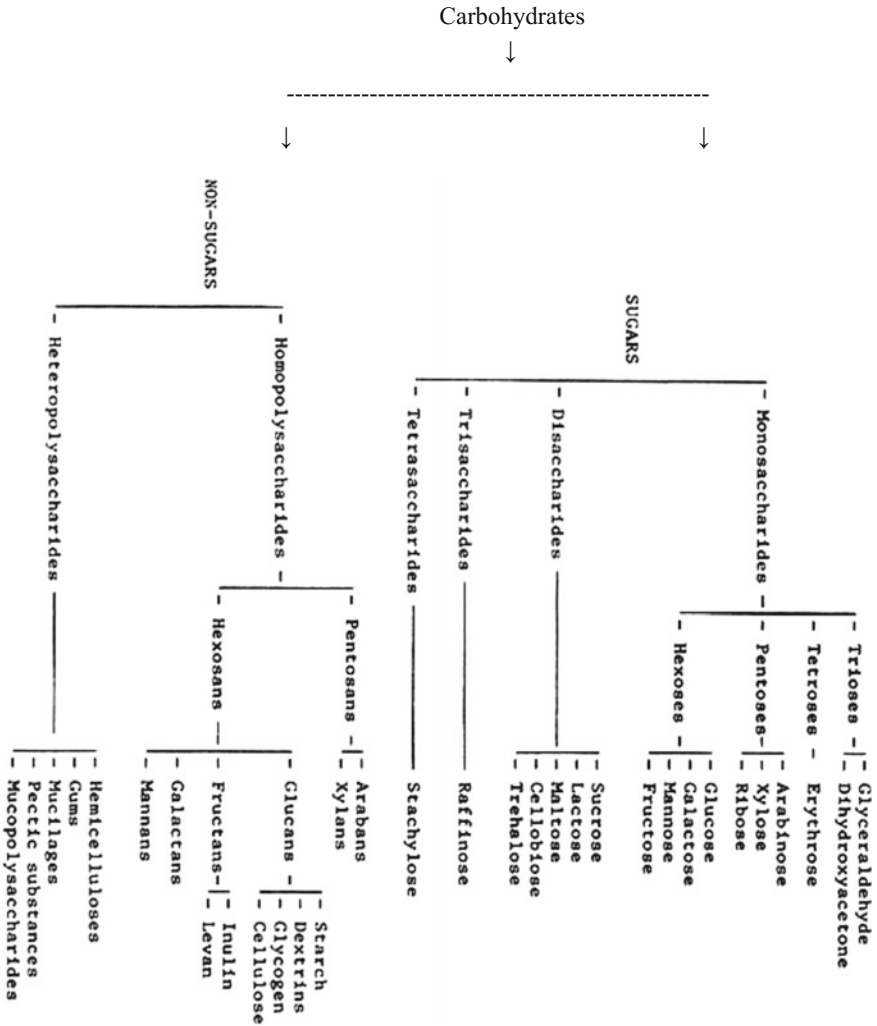 Carbohydrates
SUGARS
Monosaccharides
Trioses
Glyceraldehyde
Dihydroxyacetone
Tetroses
Erythrose
Pentoses
Arabinose
Xylose
Ribose
Hexoses
Glucose
Galactose
Mannose
Fructose
Disaccharides
Sucrose
Lactose
Maltose
Cellobiose
Trehalose
Trisaccharides
Raffinose
Tetrasaccharides
Stachylose
NON-SUGARS
Homopolysaccharides
Pentosans
Arabans
Xylans
Hexosans
Glucans
Starch
Dextrins
Glycogen
Cellulose
Fructans
Inulin
Levan
Galactans
Mannans
Heteropolysaccharides
Hemicelluloses
Gums
Mucilages
Pectic substances
Mucopolysaccharides